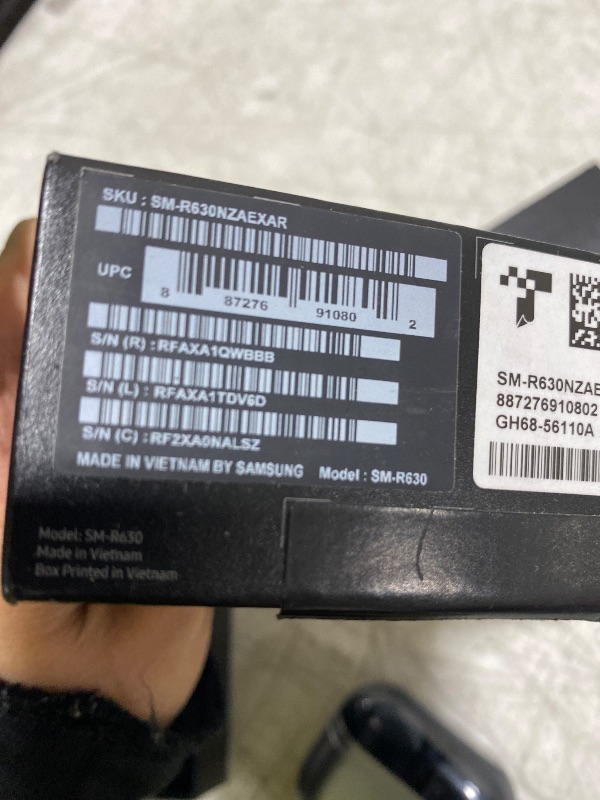 SKU : SM-R630NZAEXAR
UPC
8 87276 91080 2
S/N (R) : RFAXA1QWBBB
S/N (L) : RFAXA1TDV6D
S/N (C) : RF2XA0NALSZ
MADE IN VIETNAM BY SAMSUNG Model : SM-R630
SM-R630NZAE
887276910802
GH68-56110A
Model: SM-R630
Made in Vietnam
Box Printed in Vietnam